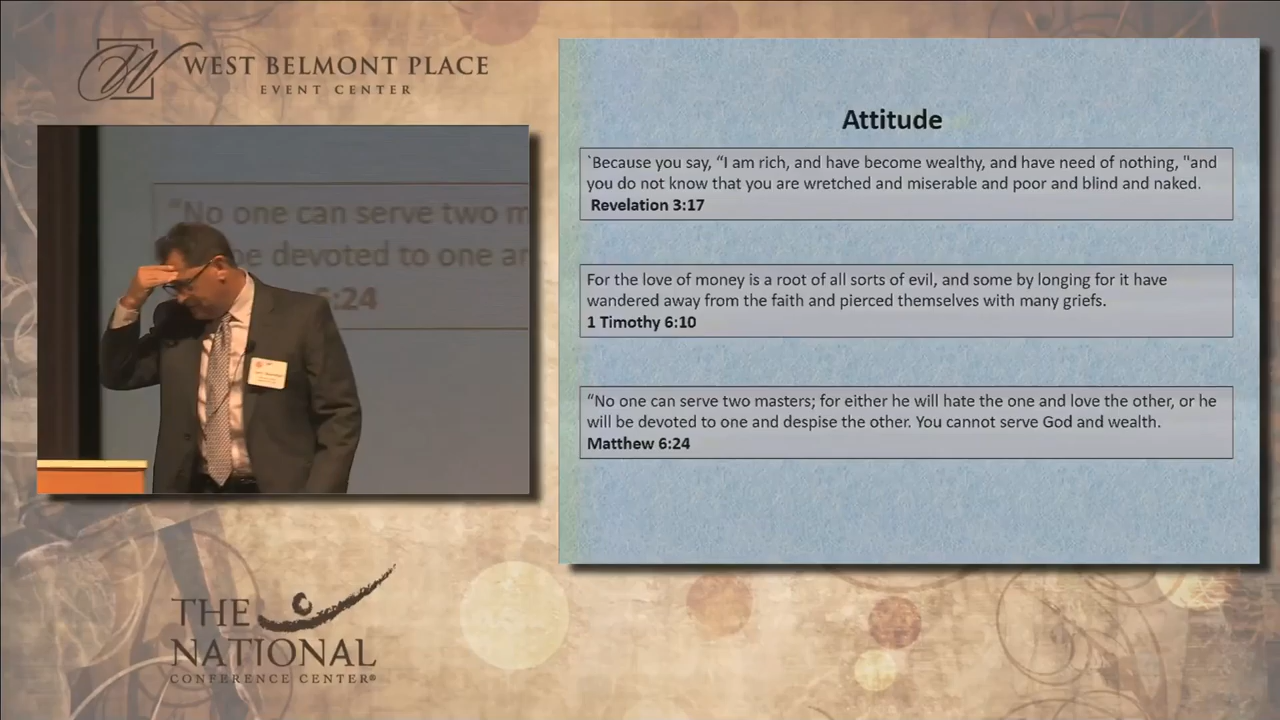 WEST BELMONT PLACE
EVENT CENTER
"No one can serve two m
be devoted to one ar
6:24
THE
NATIONAL
CONFERENCE CENTER®
Attitude
`Because you say, “I am rich, and have become wealthy, and have need of nothing, "and
you do not know that you are wretched and miserable and poor and blind and naked.
Revelation 3:17
For the love of money is a root of all sorts of evil, and some by longing for it have
wandered away from the faith and pierced themselves with many griefs.
1 Timothy 6:10
“No one can serve two masters; for either he will hate the one and love the other, or he
will be devoted to one and despise the other. You cannot serve God and wealth.
Matthew 6:24